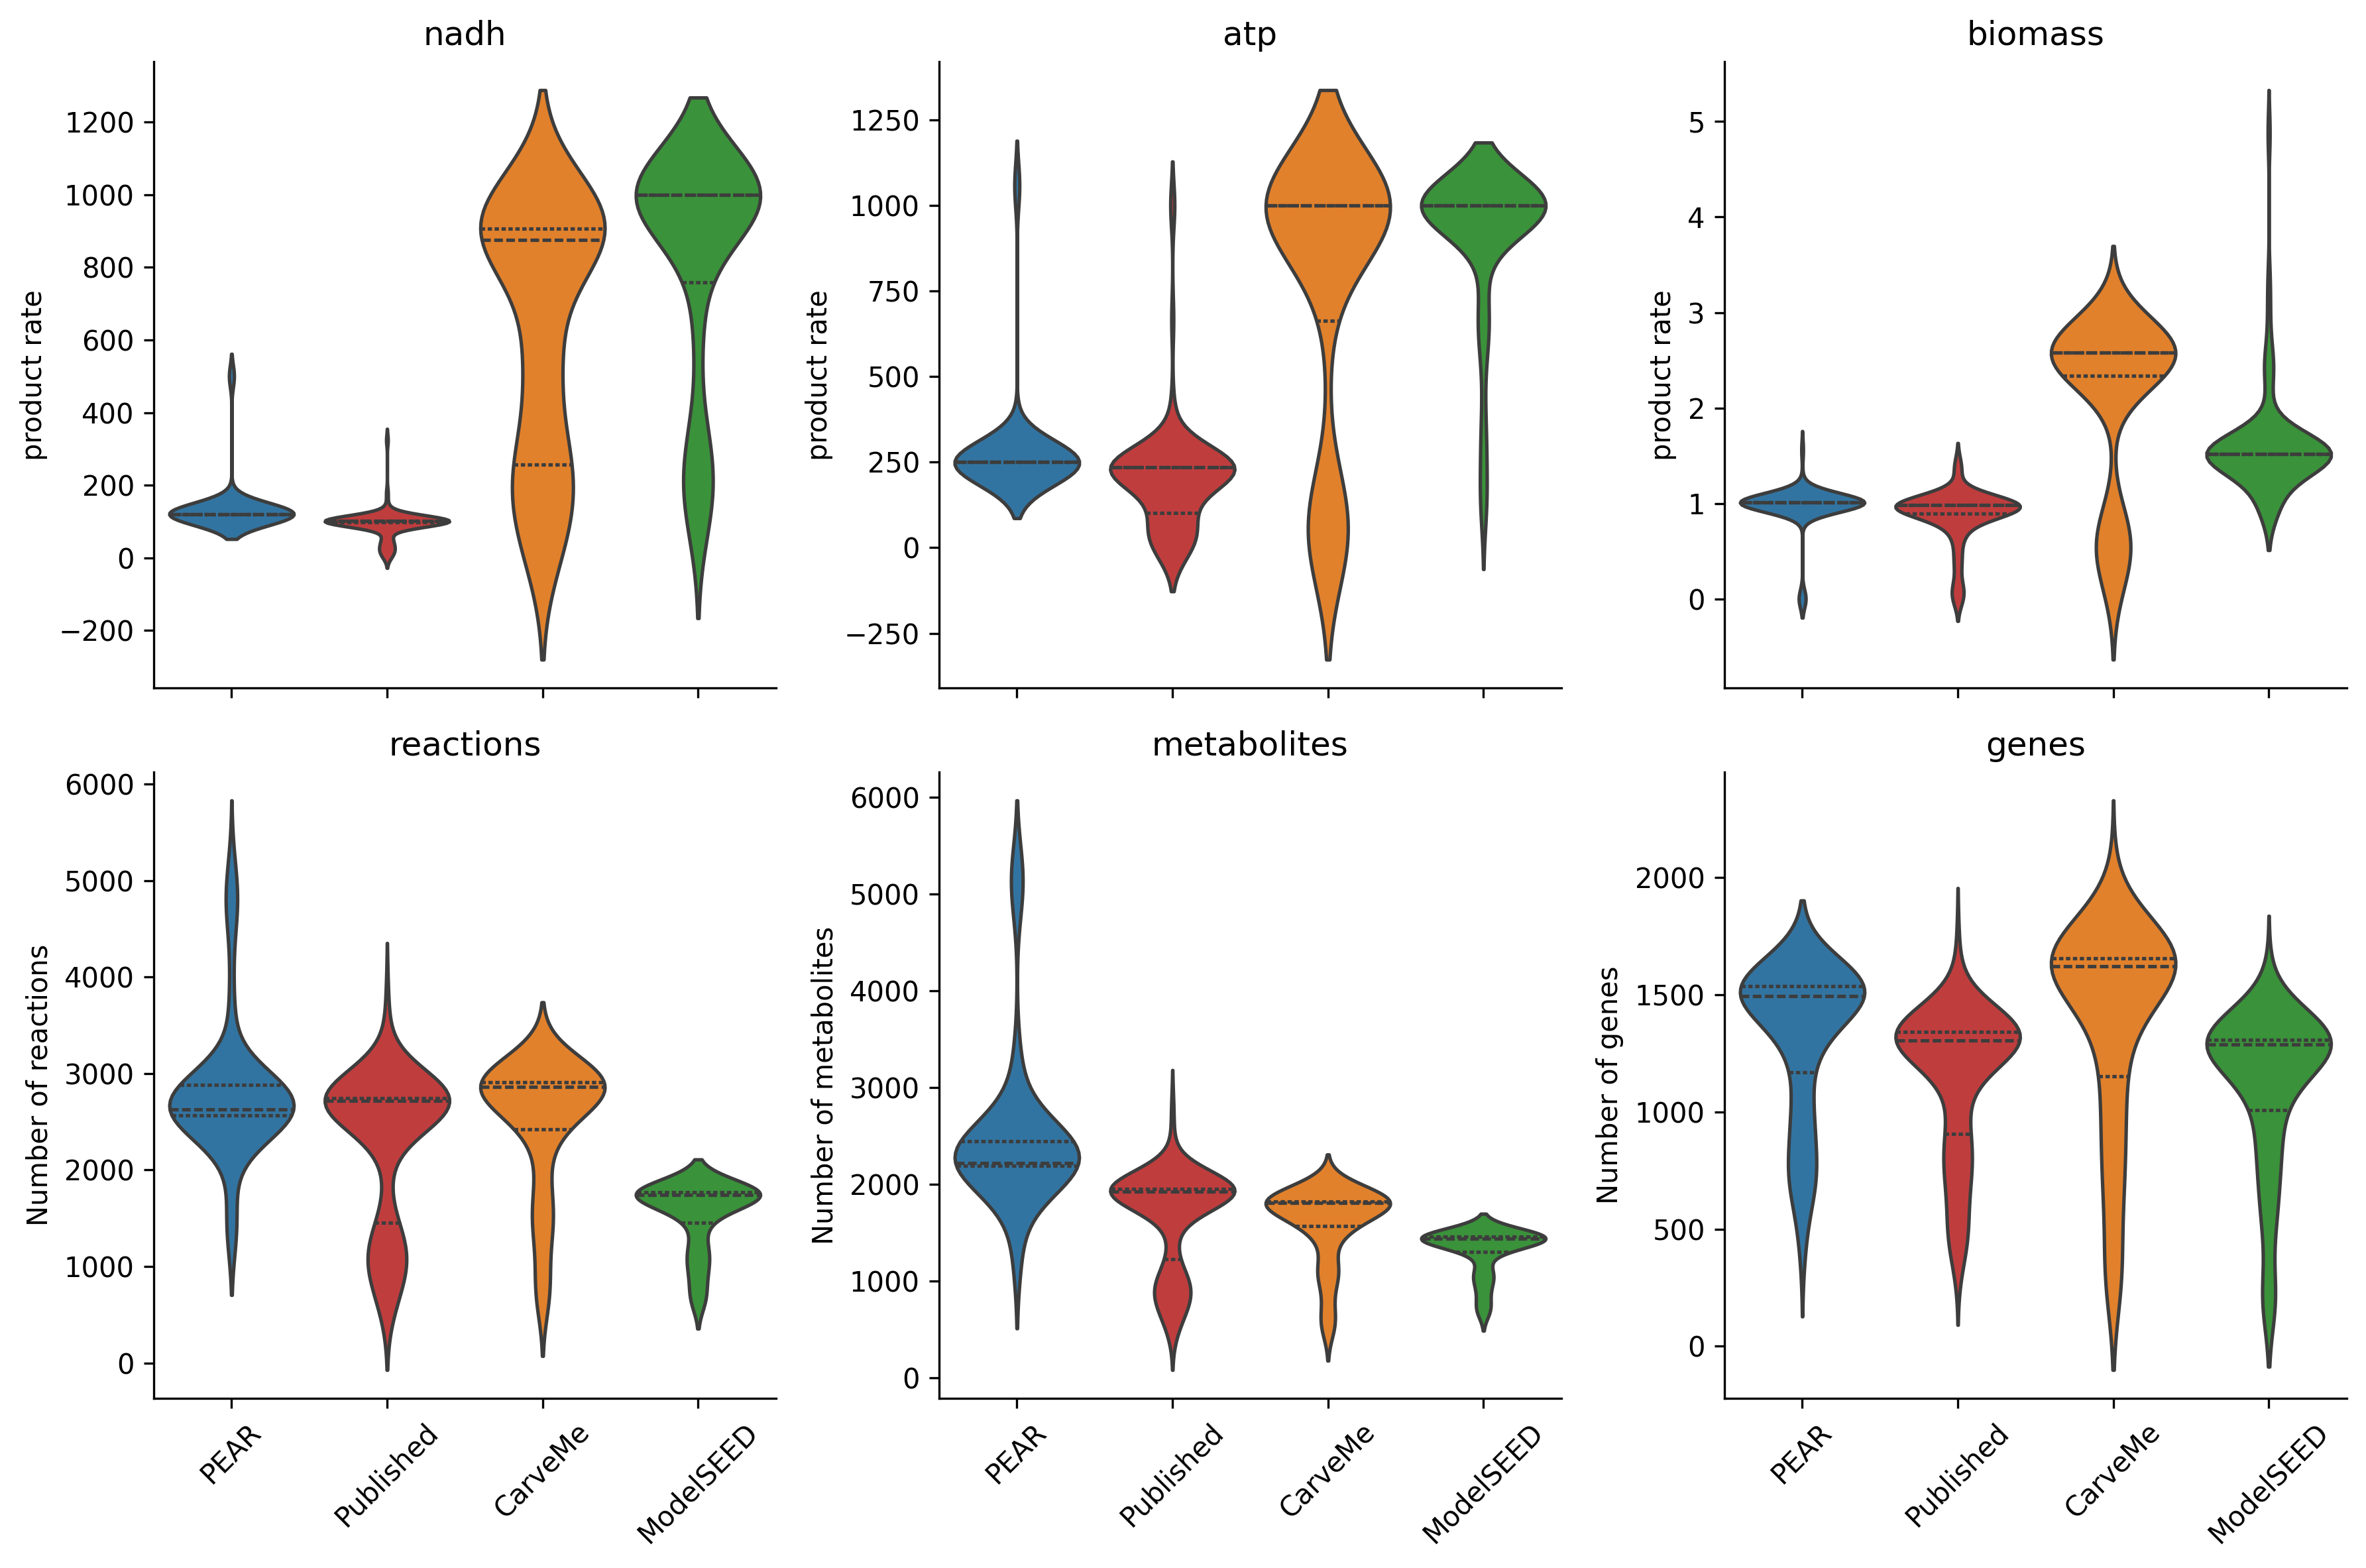 nadh
atp
biomass
product rate
1200
1000
800
600
400
200
0
−200
product rate
1250
1000
750
500
250
0
−250
product rate
5
4
3
2
1
0
reactions
metabolites
genes
Number of reactions
6000
5000
4000
3000
2000
1000
0
Number of metabolites
6000
5000
4000
3000
2000
1000
0
Number of genes
2000
1500
1000
500
0
PEAR
Published
CarveMe
ModelSEED
PEAR
Published
CarveMe
ModelSEED
PEAR
Published
CarveMe
ModelSEED